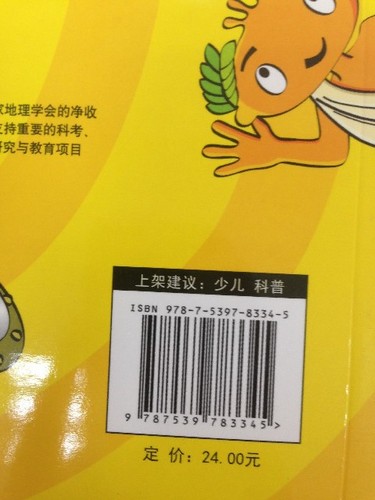 家地理学会的净收
支持重要的科考、
研究与教育项目
上架建议：少儿 科普
ISBN 978-7-5397-8334-5
9 787539 783345 >
定 价：24.00元